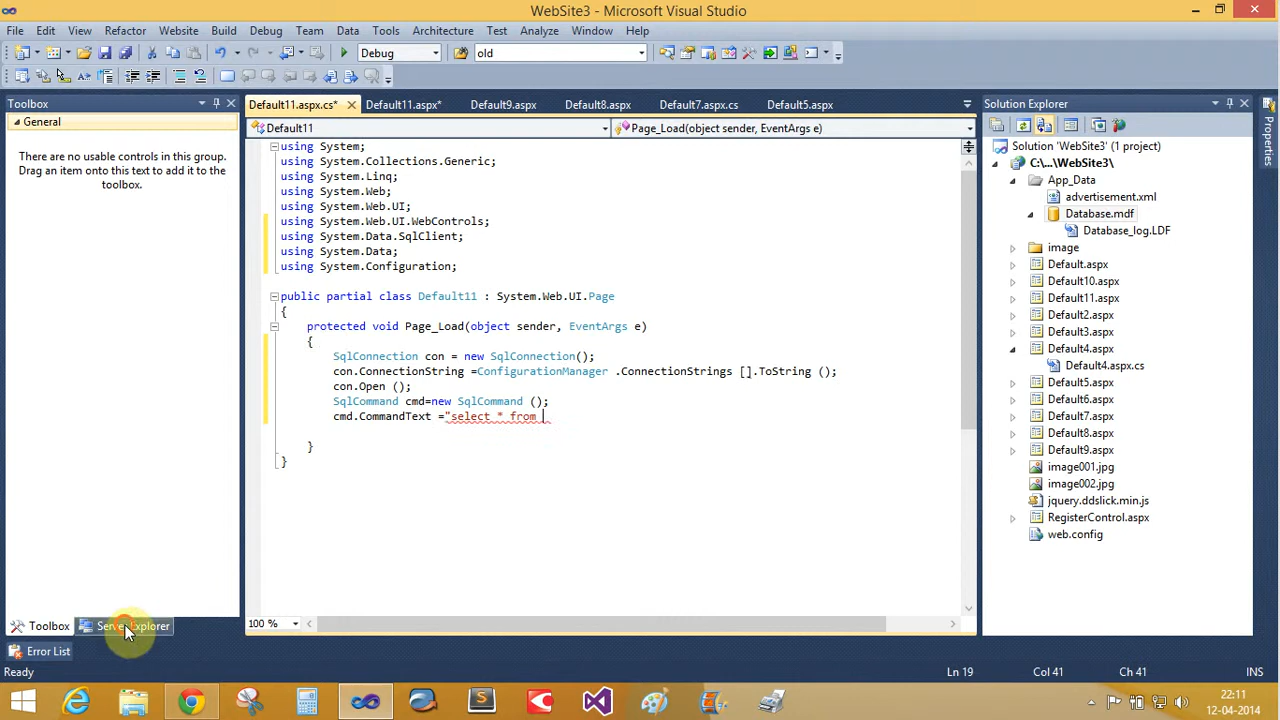 WebSite3 - Microsoft Visual Studio
File Edit View Refactor Website Build Debug Team Data Tools Architecture Test Analyze Window Help
Debug old
Toolbox
General
There are no usable controls in this group. Drag an item onto this text to add it to the toolbox.
Toolbox Server Explorer
Default11.aspx.cs* Default11.aspx* Default9.aspx Default8.aspx Default7.aspx.cs Default5.aspx
Default11 Page_Load(object sender, EventArgs e)
using System;
using System.Collections.Generic;
using System.Linq;
using System.Web;
using System.Web.UI;
using System.Web.UI.WebControls;
using System.Data.SqlClient;
using System.Data;
using System.Configuration;
public partial class Default11 : System.Web.UI.Page
{
protected void Page_Load(object sender, EventArgs e)
{
SqlConnection con = new SqlConnection();
con.ConnectionString =ConfigurationManager .ConnectionStrings [].ToString ();
con.Open ();
SqlCommand cmd=new SqlCommand ();
cmd.CommandText ="select * from
}
}
100 %
Solution Explorer
Solution 'WebSite3' (1 project)
C:\...\WebSite3\
App_Data
advertisement.xml
Database.mdf
Database_log.LDF
image
Default.aspx
Default10.aspx
Default11.aspx
Default2.aspx
Default3.aspx
Default4.aspx
Default4.aspx.cs
Default5.aspx
Default6.aspx
Default7.aspx
Default8.aspx
Default9.aspx
image001.jpg
image002.jpg
jquery.ddslick.min.js
RegisterControl.aspx
web.config
Properties
Error List
Ready Ln 19 Col 41 Ch 41 INS
22:11
12-04-2014